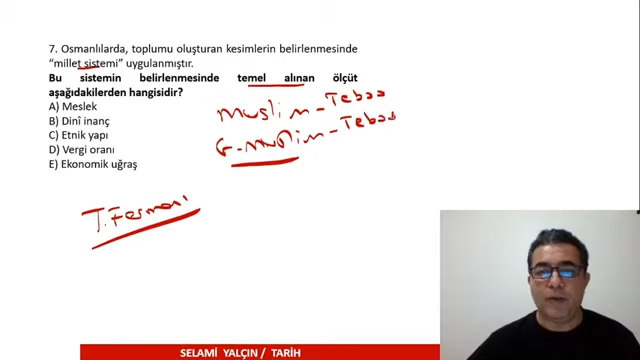 7. Osmanlılarda, toplumu oluşturan kesimlerin belirlenmesinde
"millet sistemi" uygulanmıştır.
Bu sistemin belirlenmesinde temel alınan ölçüt
aşağıdakilerden hangisidir?
A) Meslek
B) Dinî inanç
C) Etnik yapı
D) Vergi oranı
E) Ekonomik uğraş
Muslim-Tebaa
G-muslim-Tebaa
T. Fermanı
SELAMİ YALÇIN / TARİH